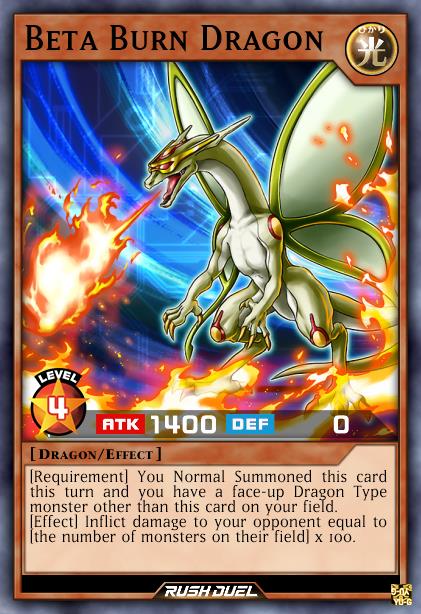 BETA BURN DRAGON
ひかり
光
LEVEL
4
ATK 1400 DEF 0
[DRAGON/EFFECT]
[Requirement] You Normal Summoned this card
this turn and you have a face-up Dragon Type
monster other than this card on your field.
[Effect] Inflict damage to your opponent equal to
[the number of monsters on their field] x 100.
RUSH DUEL